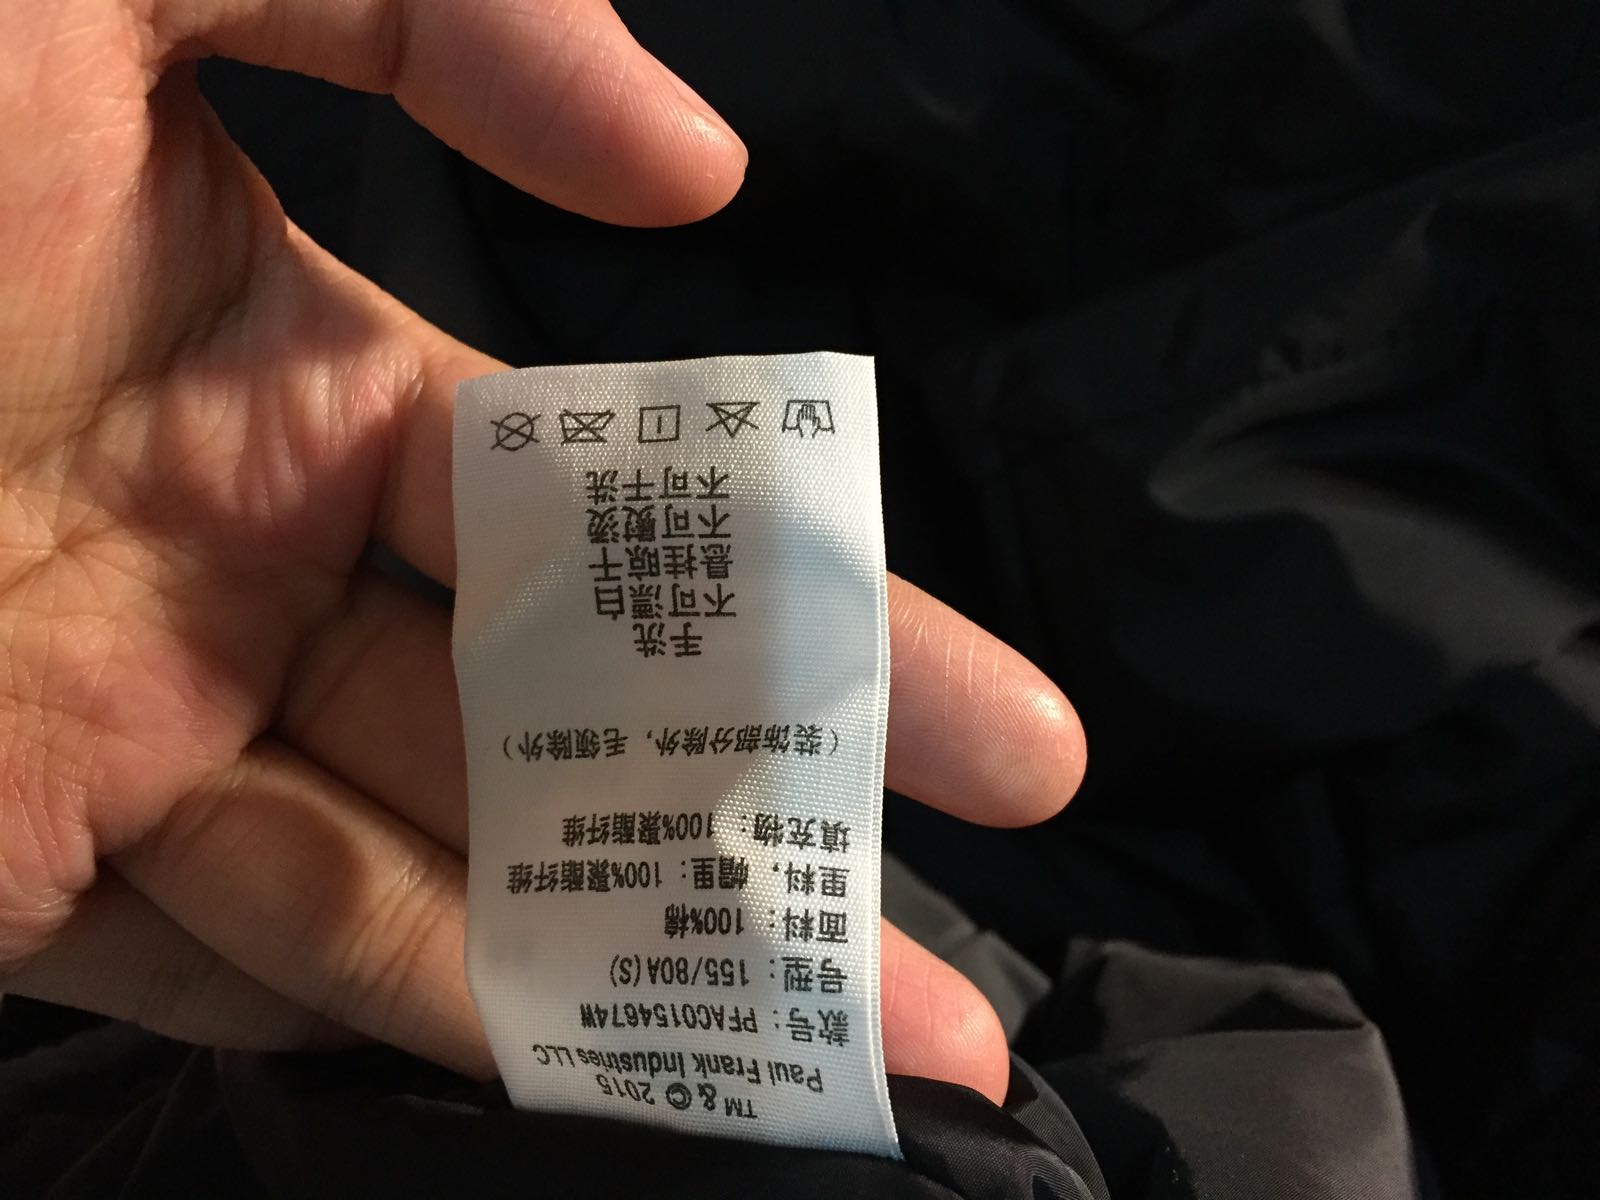 TM & © 2015
Paul Frank Industries LLC
款号：PFAC0154674W
号型：155/80A(S)
面料：100%棉
里料，帽里：100%聚酯纤维
填充物：100%聚酯纤维
（装饰部分除外，毛领除外）
手洗
不可漂白
悬挂晾干
不可熨烫
不可干洗